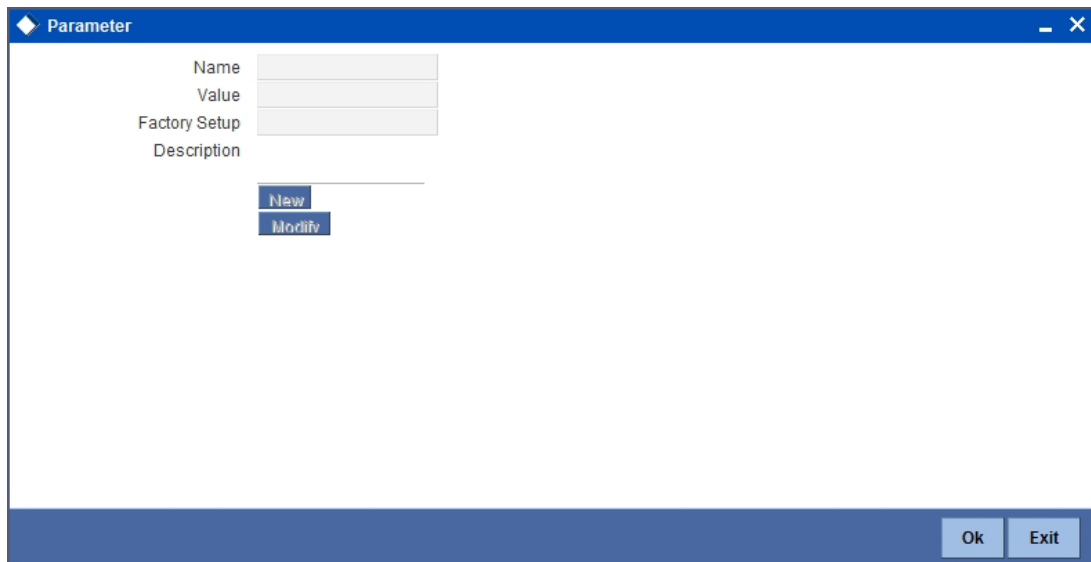 Parameter
Name
Value
Factory Setup
Description
New
Modify
Ok Exit